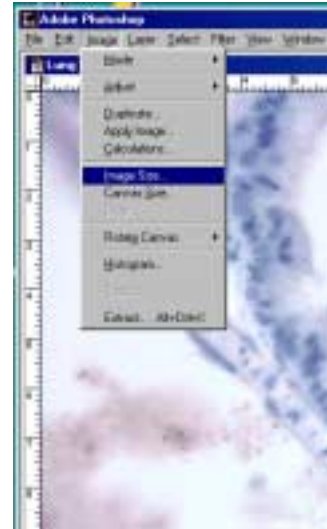 Adobe Photoshop
File Edit Image Layer Select Filter View Window
Lung
Mode
Adjust
Duplicate...
Apply Image...
Calculations...
Image Size...
Canvas Size...
Rotate Canvas
Histogram...
Extract...